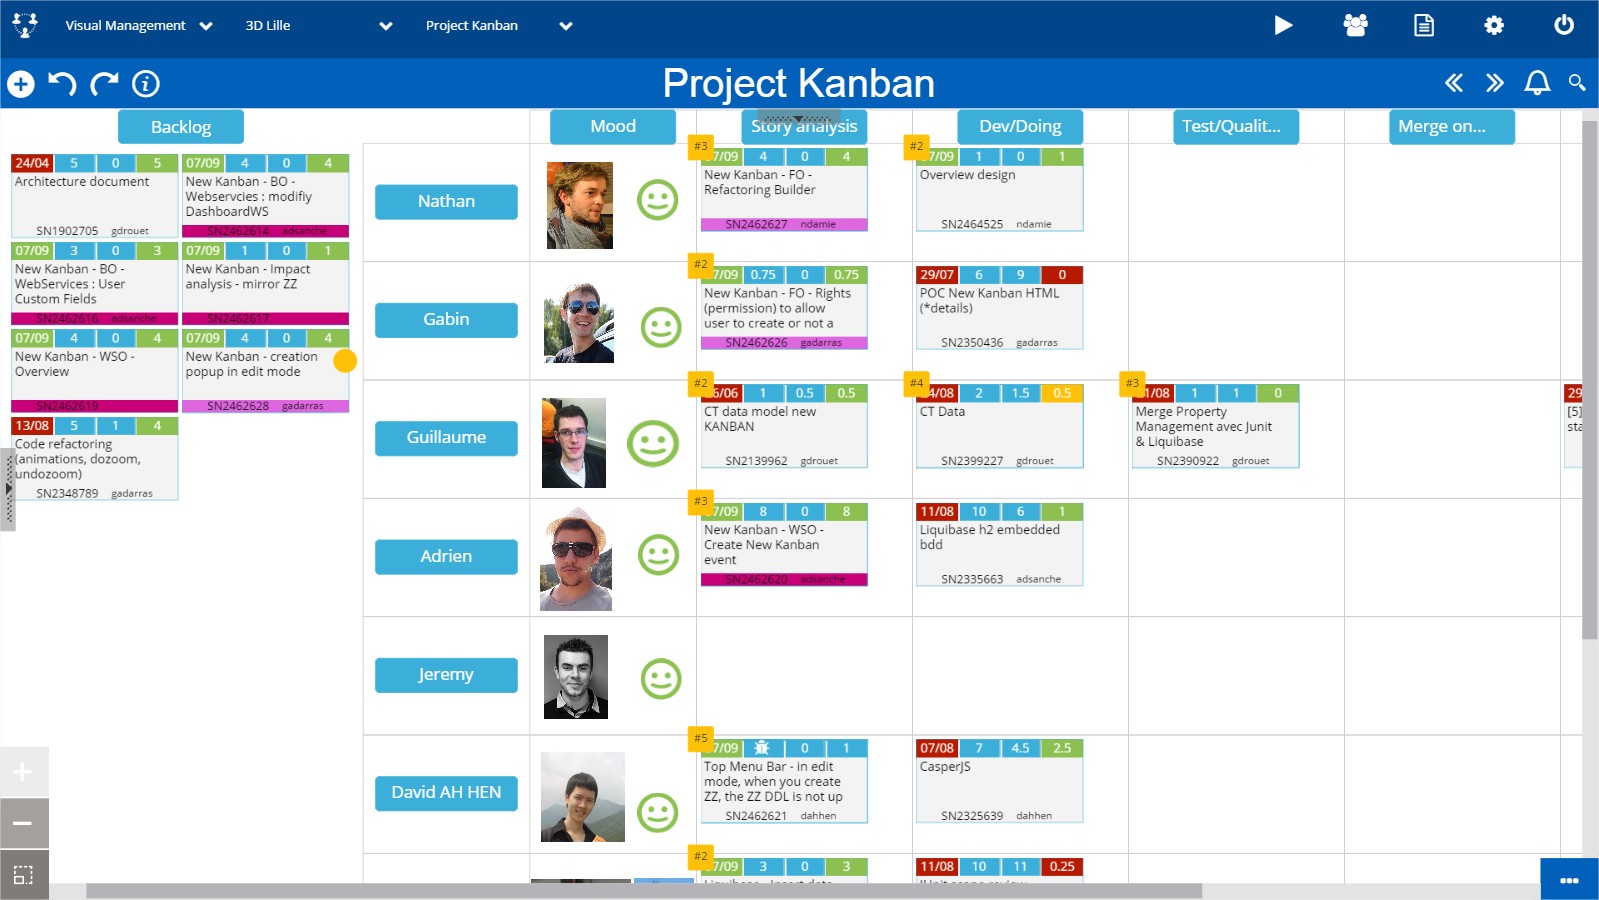 Visual Management
3D Lille
Project Kanban
Project Kanban
Backlog
Mood
Story analysis
Dev/Doing
Test/Qualit...
Merge on...
24/04 5 0 5
Architecture document
SN1902705 gdrouet
07/09 4 0 4
New Kanban - BO -
Webservcies : modifiy
DashboardWS
SN2462614 adsanche
07/09 3 0 3
New Kanban - BO -
WebServices : User
Custom Fields
SN2462616 adsanche
07/09 1 0 1
New Kanban - Impact
analysis - mirror ZZ
SN2462617
07/09 4 0 4
New Kanban - WSO -
Overview
SN2462619
07/09 4 0 4
New Kanban - creation
popup in edit mode
SN2462628 gadarras
13/08 5 1 4
Code refactoring
(animations, dozoom,
undozoom)
SN2348789 gadarras
Nathan
#3
7/09 4 0 4
New Kanban - FO -
Refactoring Builder
SN2462627 ndamie
#2
7/09 1 0 1
Overview design
SN2464525 ndamie
Gabin
#2
7/09 0.75 0 0.75
New Kanban - FO - Rights
(permission) to allow
user to create or not a
SN2462626 gadarras
29/07 6 9 0
POC New Kanban HTML
(*details)
SN2350436 gadarras
Guillaume
#2
6/06 1 0.5 0.5
CT data model new
KANBAN
SN2139962 gdrouet
#4
4/08 2 1.5 0.5
CT Data
SN2399227 gdrouet
#3
1/08 1 1 0
Merge Property
Management avec Junit
& Liquibase
SN2390922 gdrouet
29
[5]
sta
Adrien
#3
7/09 8 0 8
New Kanban - WSO -
Create New Kanban
event
SN2462620 adsanche
11/08 10 6 1
Liquibase h2 embedded
bdd
SN2335663 adsanche
Jeremy
David AH HEN
#5
7/09 0 1
Top Menu Bar - in edit
mode, when you create
ZZ, the ZZ DDL is not up
SN2462621 dahhen
07/08 7 4.5 2.5
CasperJS
SN2325639 dahhen
#2
7/09 3 0 3
11/08 10 11 0.25